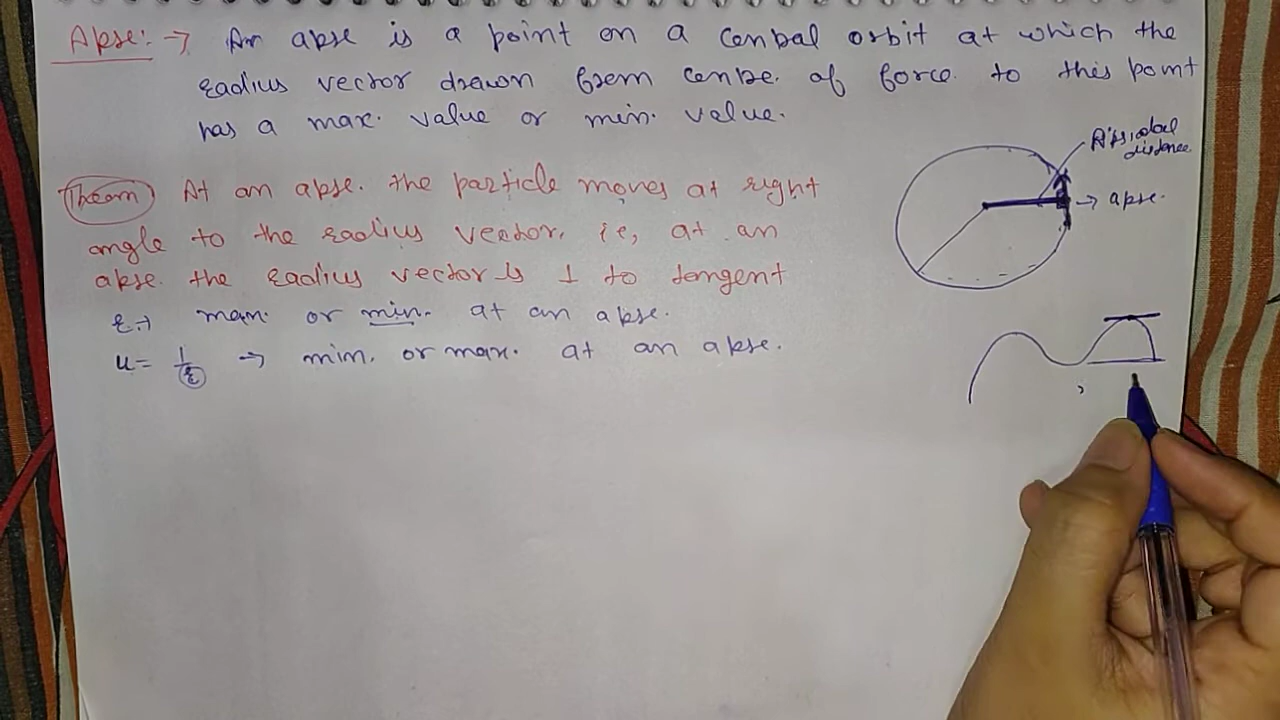 Apse:→ An apse is a point on a central orbit at which the
radius vector drawn from centre of force to this point
has a max. value or min. value.
Apsidal
distance
→ apse.
Theorem At an apse. the particle moves at right
angle to the radius vector. ie, at an
apse the radius vector is ⊥ to tangent
r → max. or min. at an apse.
u = 1/r → min. or max. at an apse.